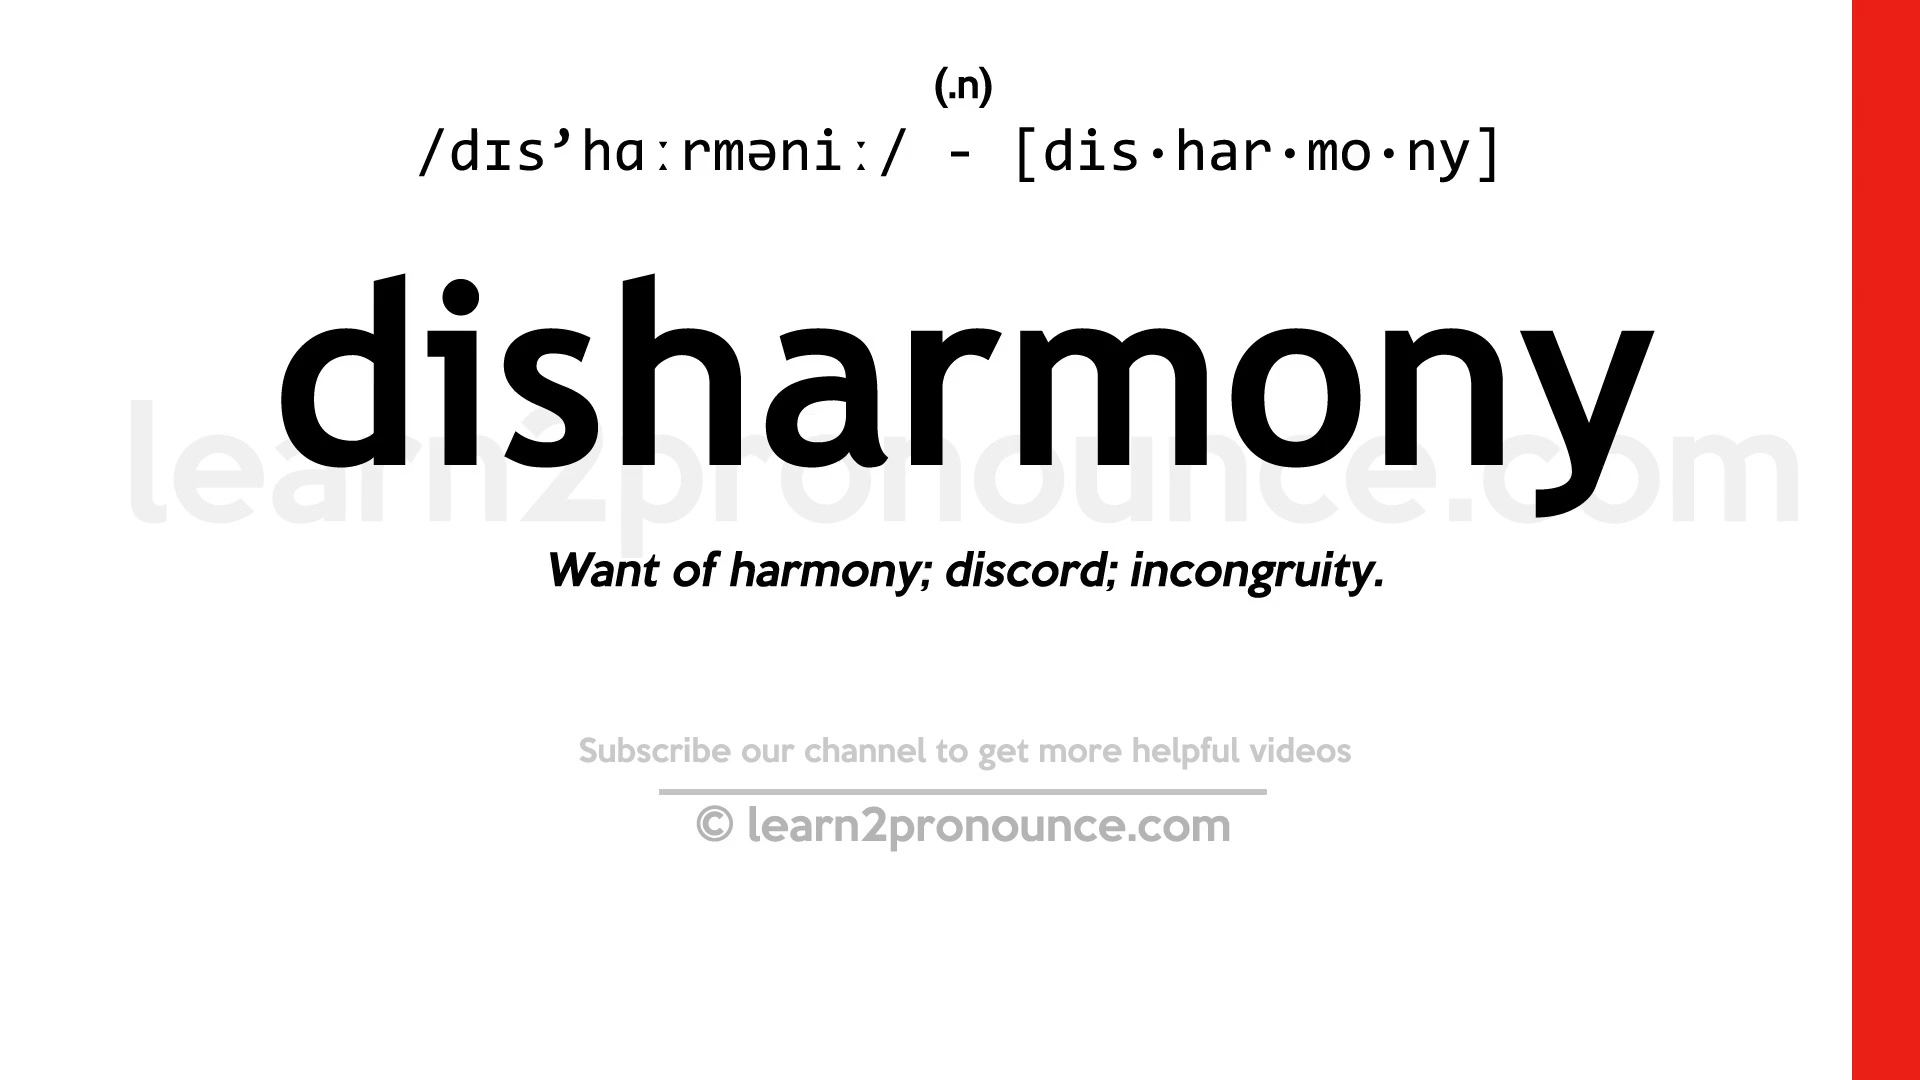 (.n)
/dɪs’hɑːrməniː/ - [dis·har·mo·ny]
disharmony
learn2pronounce.com
Want of harmony; discord; incongruity.
Subscribe our channel to get more helpful videos
© learn2pronounce.com